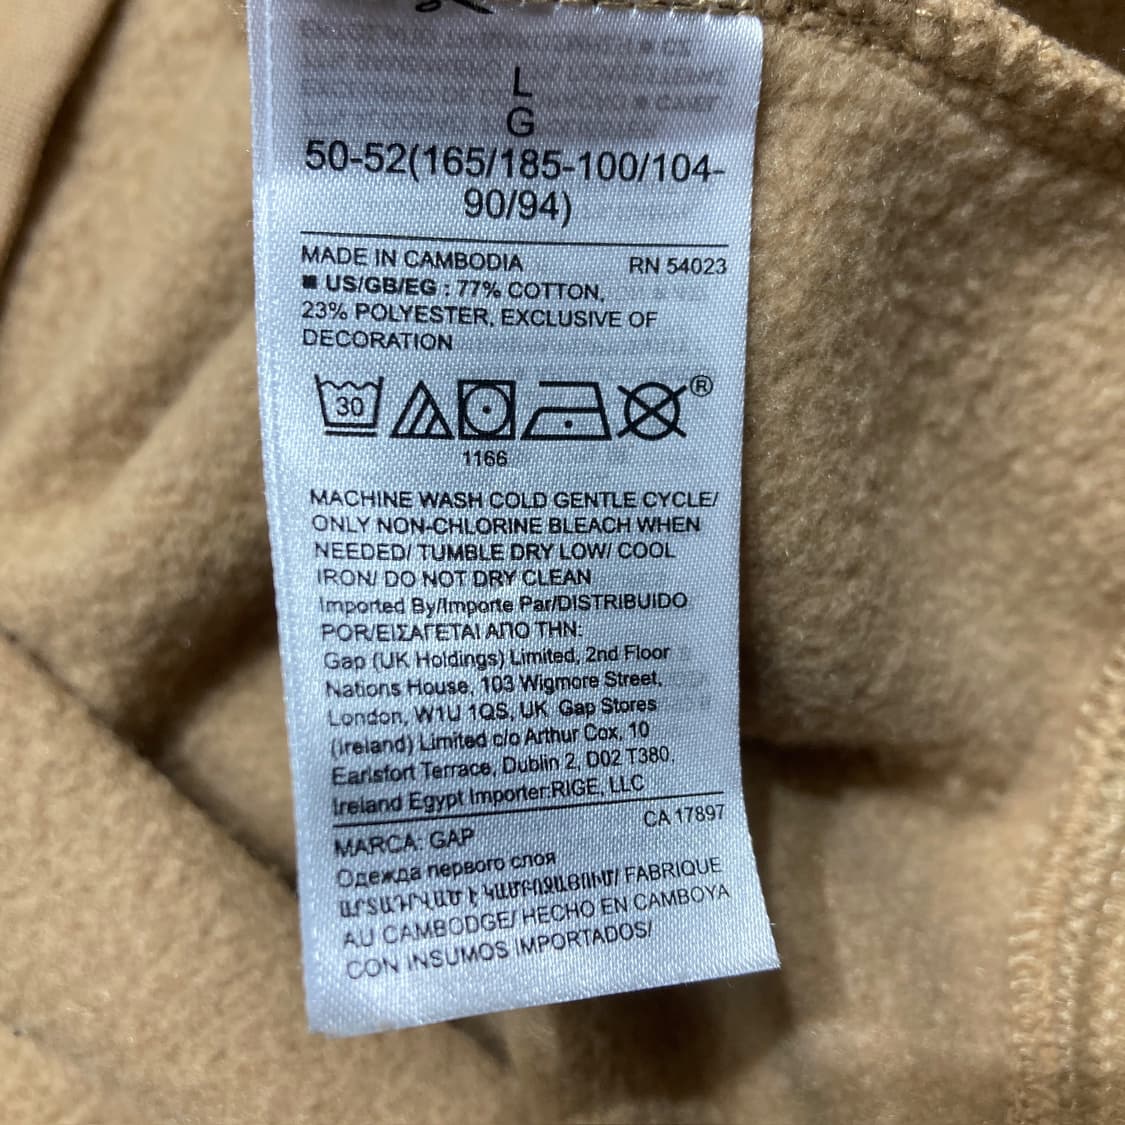 L
G
50-52(165/185-100/104-
90/94)
MADE IN CAMBODIA RN 54023
■ US/GB/EG : 77% COTTON,
23% POLYESTER, EXCLUSIVE OF
DECORATION
30 ®
1166
MACHINE WASH COLD GENTLE CYCLE/
ONLY NON-CHLORINE BLEACH WHEN
NEEDED/ TUMBLE DRY LOW/ COOL
IRON/ DO NOT DRY CLEAN
Imported By/Importe Par/DISTRIBUIDO
POR/ΕΙΣΑΓΕΤΑΙ ΑΠΟ ΤΗΝ:
Gap (UK Holdings) Limited, 2nd Floor
Nations House, 103 Wigmore Street,
London, W1U 1QS, UK Gap Stores
(Ireland) Limited c/o Arthur Cox, 10
Earlsfort Terrace, Dublin 2, D02 T380,
Ireland Egypt Importer:RIGE, LLC
MARCA: GAP CA 17897
Одежда первого слоя
ԱՐՏԱԴՐՎԱԾ Է ԿԱՄԲՈՋԱՅՈՒՄ/ FABRIQUE
AU CAMBODGE/ HECHO EN CAMBOYA
CON INSUMOS IMPORTADOS/